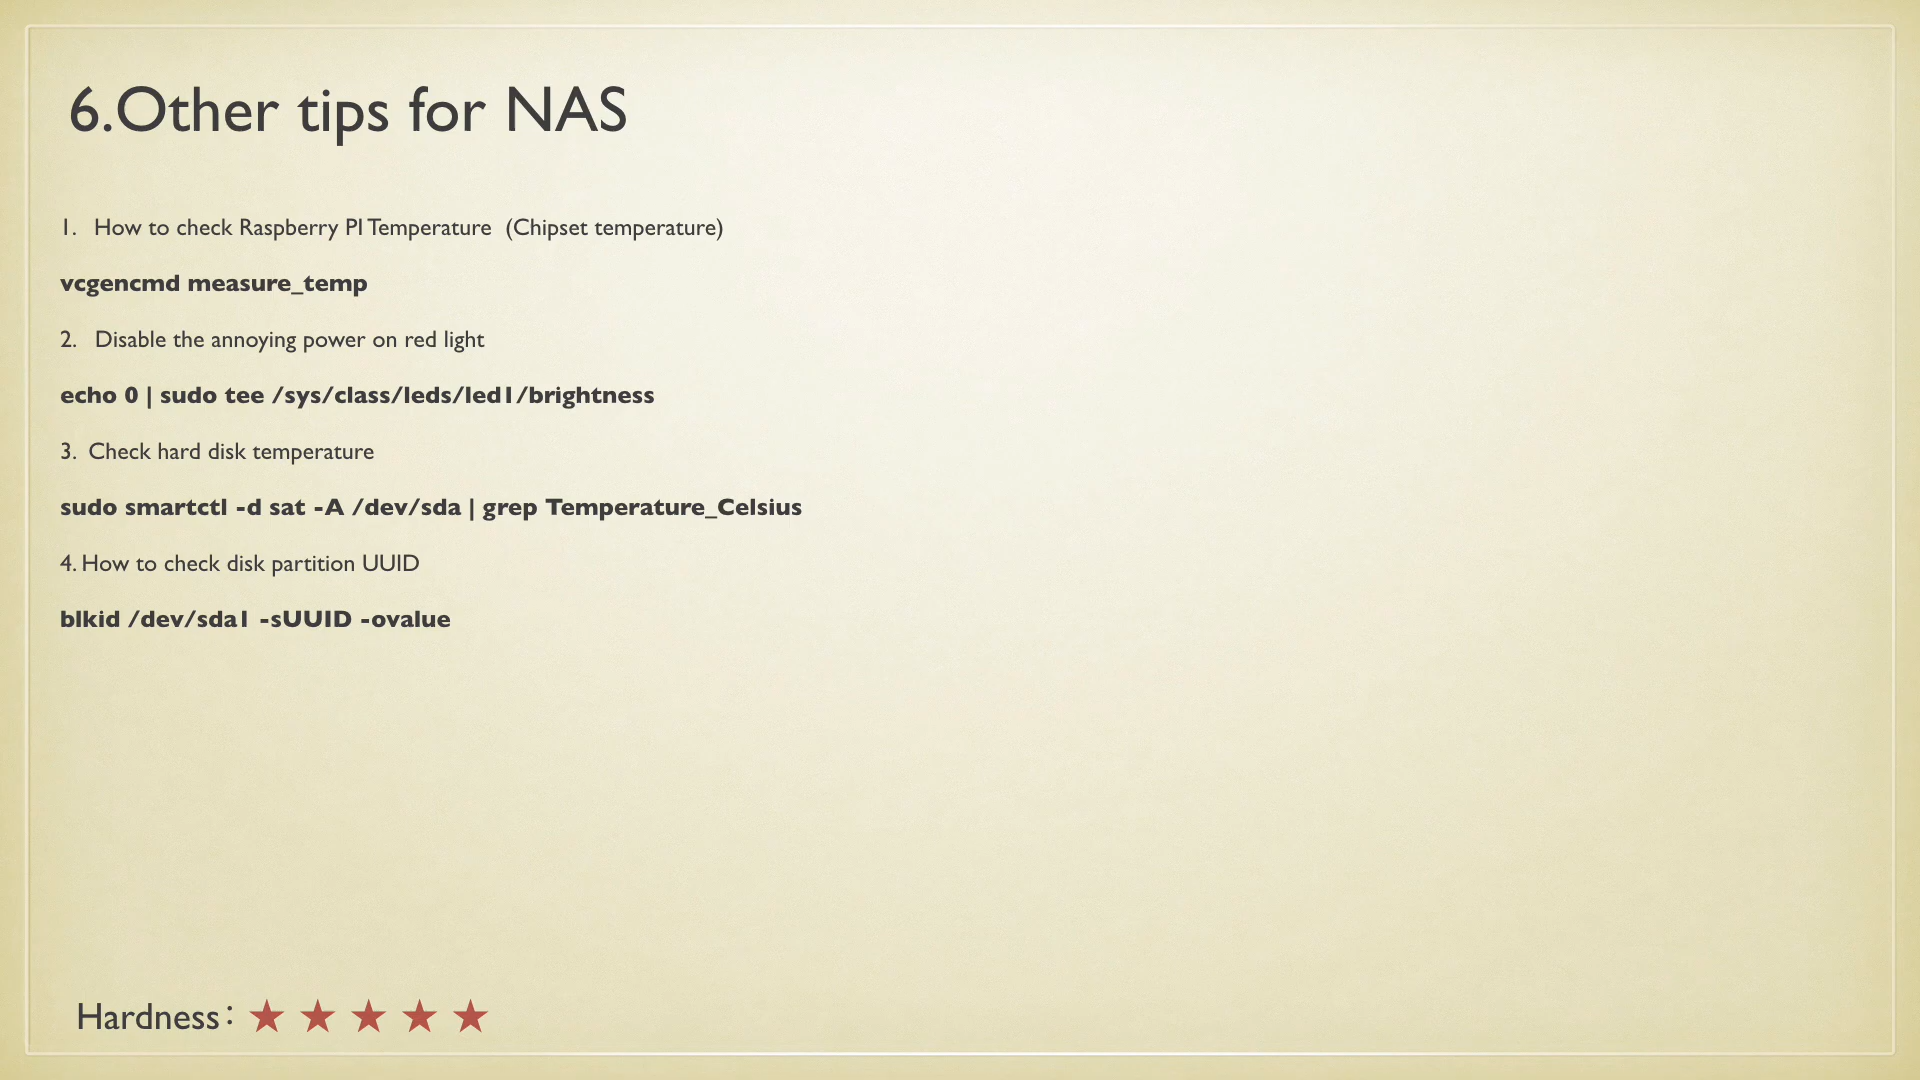 6.Other tips for NAS
1. How to check Raspberry PI Temperature (Chipset temperature)
vcgencmd measure_temp
2. Disable the annoying power on red light
echo 0 | sudo tee /sys/class/leds/led1/brightness
3. Check hard disk temperature
sudo smartctl -d sat -A /dev/sda | grep Temperature_Celsius
4. How to check disk partition UUID
blkid /dev/sda1 -sUUID -ovalue
Hardness：★ ★ ★ ★ ★